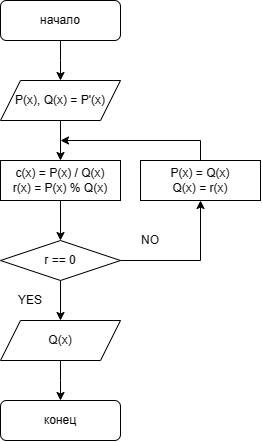 начало
P(x), Q(x) = P'(x)
c(x) = P(x) / Q(x)
r(x) = P(x) % Q(x)
P(x) = Q(x)
Q(x) = r(x)
r == 0
NO
YES
Q(x)
конец